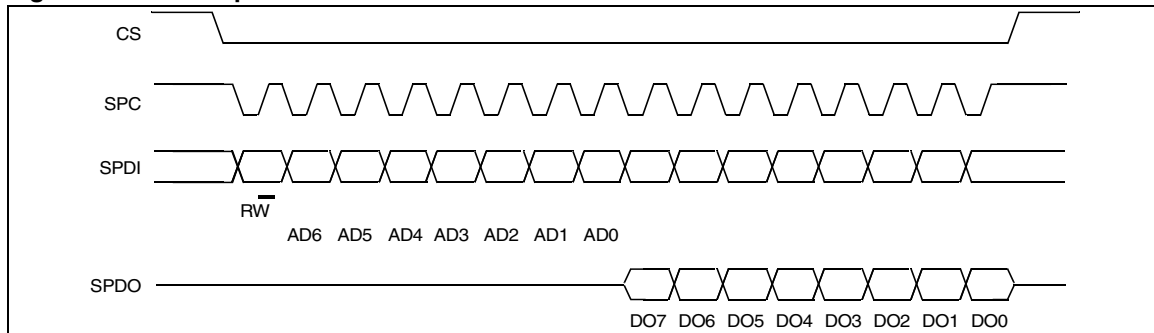 CS
SPC
SPDI
RW
AD6 AD5 AD4 AD3 AD2 AD1 AD0
SPDO
DO7 DO6 DO5 DO4 DO3 DO2 DO1 DO0